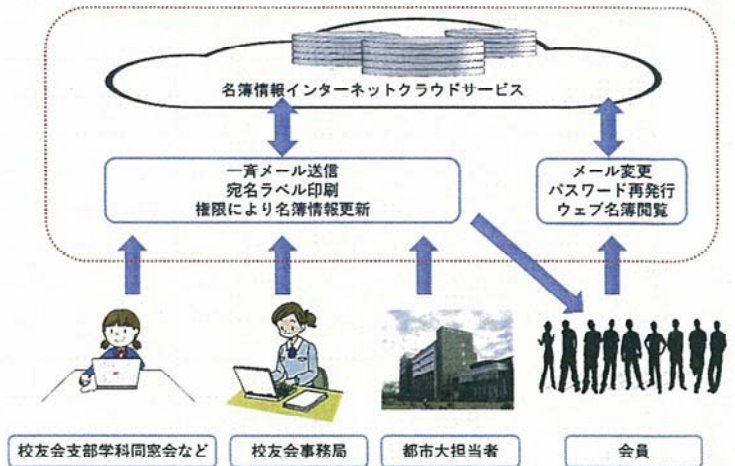 名簿情報インターネットクラウドサービス
一斉メール送信
宛名ラベル印刷
権限により名簿情報更新
メール変更
パスワード再発行
ウェブ名簿閲覧
校友会支部学科同窓会など
校友会事務局
都市大担当者
会員